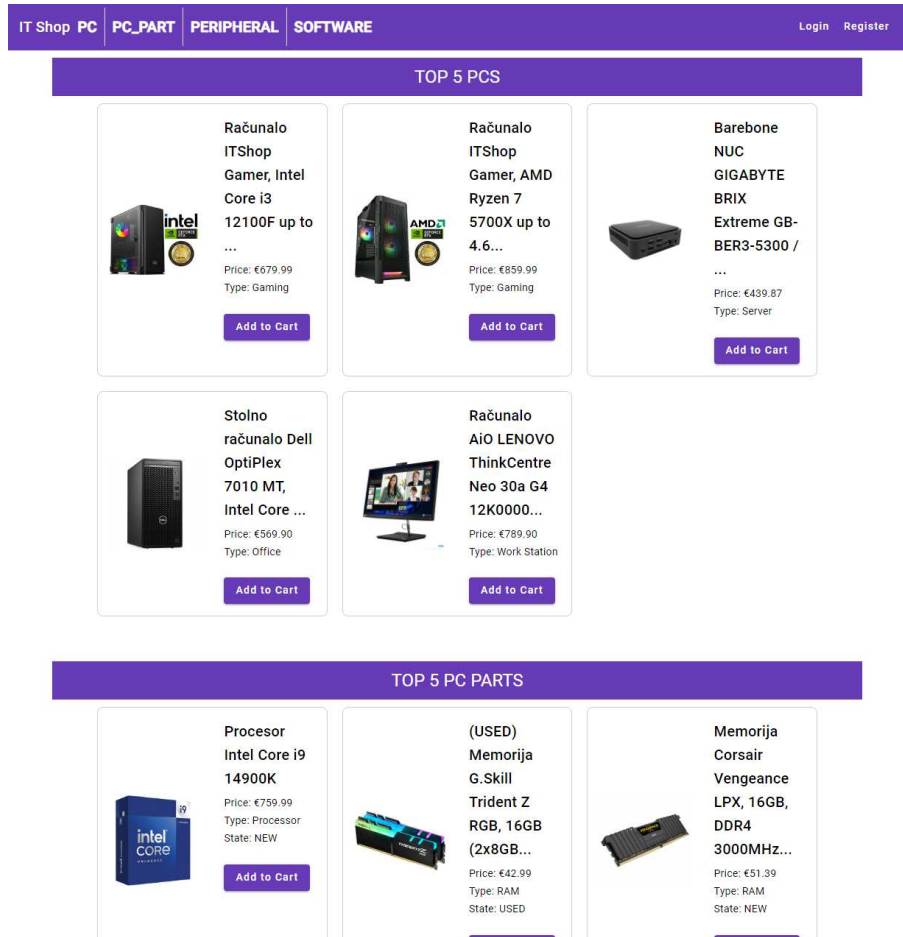 IT Shop PC PC_PART PERIPHERAL SOFTWARE Login Register
TOP 5 PCS
Računalo
ITShop
Gamer, Intel
Core i3
12100F up to
...
Price: €679.99
Type: Gaming
Add to Cart
intel
Računalo
ITShop
Gamer, AMD
Ryzen 7
5700X up to
4.6...
Price: €859.99
Type: Gaming
Add to Cart
AMD
Barebone
NUC
GIGABYTE
BRIX
Extreme GB-
BER3-5300 /
...
Price: €439.87
Type: Server
Add to Cart
Stolno
računalo Dell
OptiPlex
7010 MT,
Intel Core ...
Price: €569.90
Type: Office
Add to Cart
Računalo
AiO LENOVO
ThinkCentre
Neo 30a G4
12K0000...
Price: €789.90
Type: Work Station
Add to Cart
TOP 5 PC PARTS
Procesor
Intel Core i9
14900K
Price: €759.99
Type: Processor
State: NEW
Add to Cart
i9
intel
CORE
(USED)
Memorija
G.Skill
Trident Z
RGB, 16GB
(2x8GB...
Price: €42.99
Type: RAM
State: USED
Memorija
Corsair
Vengeance
LPX, 16GB,
DDR4
3000MHz...
Price: €51.39
Type: RAM
State: NEW